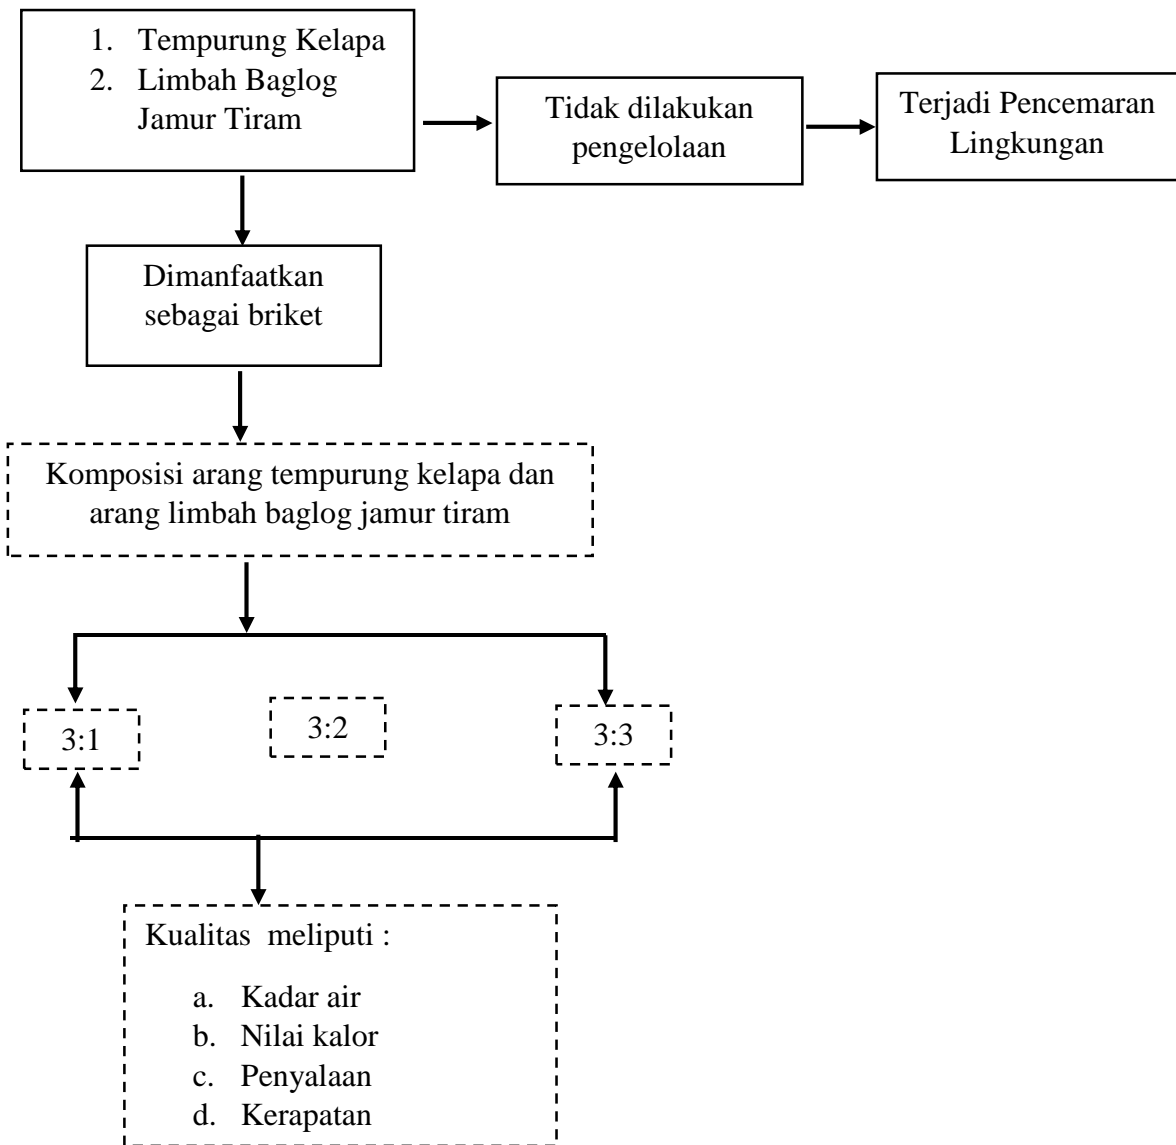 1. Tempurung Kelapa
2. Limbah Baglog
Jamur Tiram
Tidak dilakukan
pengelolaan
Terjadi Pencemaran
Lingkungan
Dimanfaatkan
sebagai briket
Komposisi arang tempurung kelapa dan
arang limbah baglog jamur tiram
3:1
3:2
3:3
Kualitas meliputi :
a. Kadar air
b. Nilai kalor
c. Penyalaan
d. Kerapatan